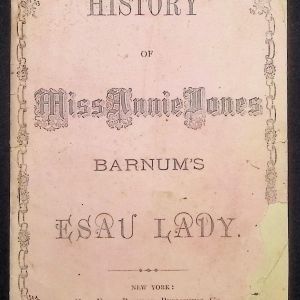 HISTORY
OF
Miss Annie Jones
BARNUM'S
ESAU LADY.
NEW YORK: